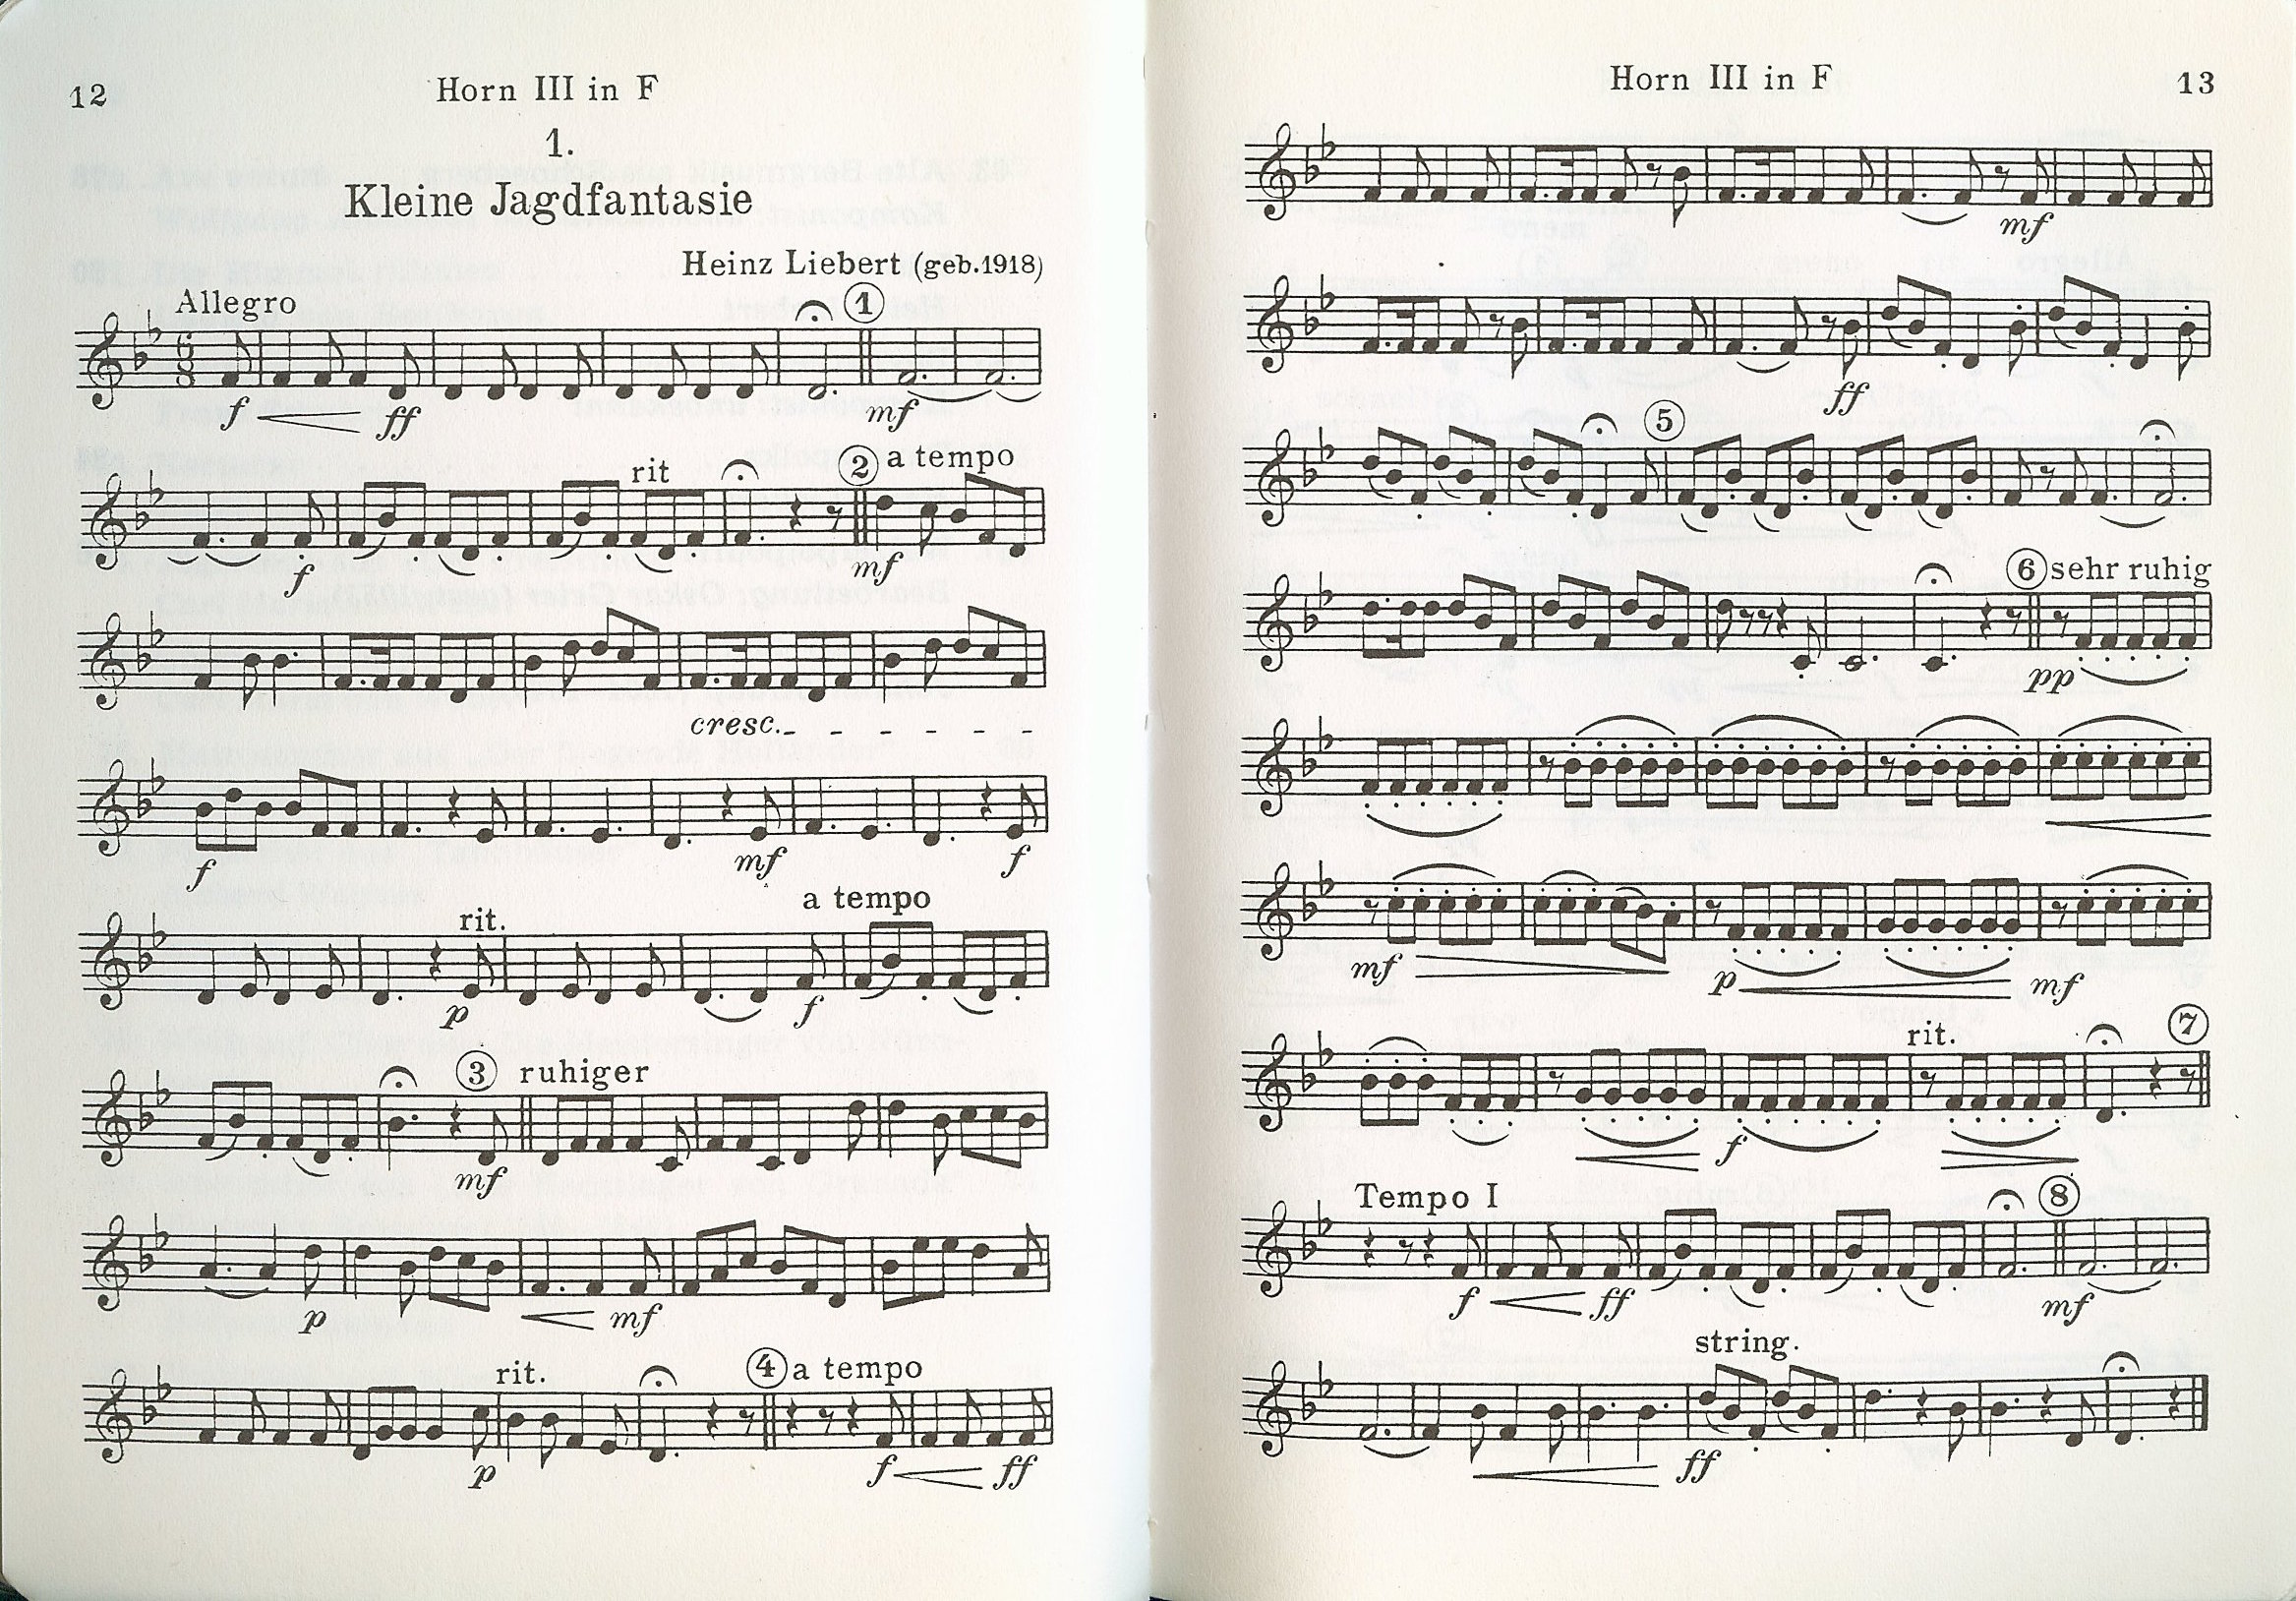 12
Horn III in F
1.
Kleine Jagdfantasie
Heinz Liebert (geb.1918)
Allegro
1
6
8
f ff mf
rit 2 a tempo
f mf
cresc.
f mf f
rit. a tempo
p f
3 ruhiger
mf
p mf
rit. 4 a tempo
p f ff
Horn III in F
13
mf
ff
5
6 sehr ruhig
pp
mf p mf
rit. 7
f
Tempo I 8
f ff mf
string.
ff